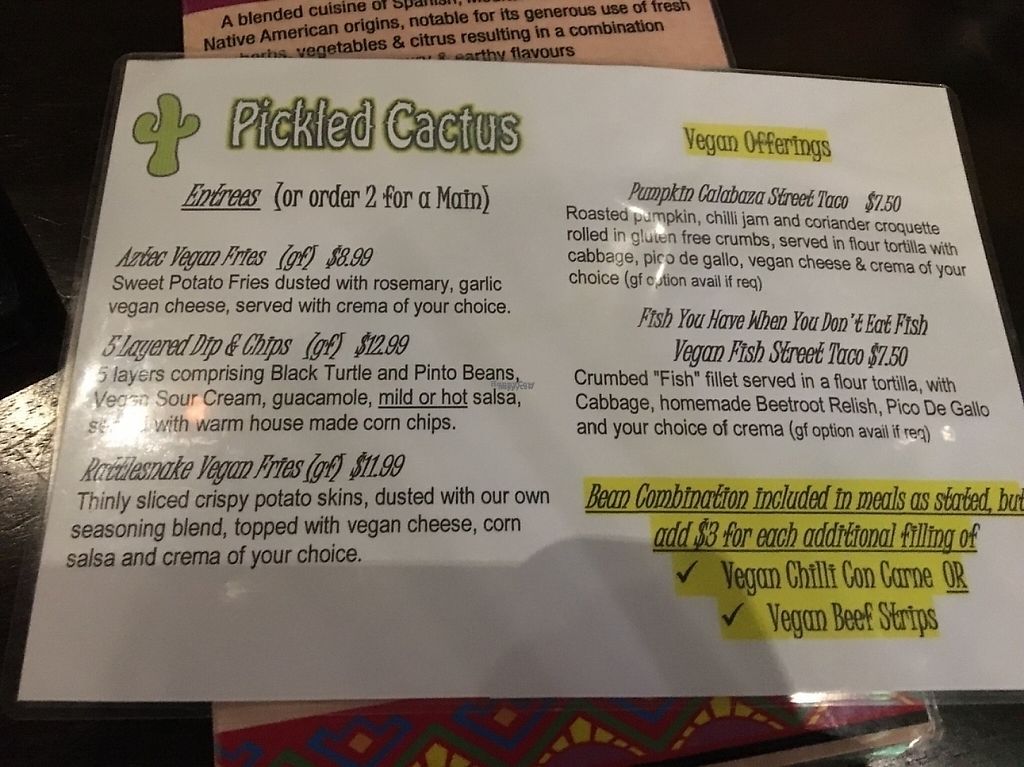 A blended cuisine of Spanish,
Native American origins, notable for its generous use of fresh
herbs, vegetables & citrus resulting in a combination
& earthy flavours
Pickled Cactus
Entrees (or order 2 for a Main)
Aztec Vegan Fries (gf) $8.99
Sweet Potato Fries dusted with rosemary, garlic
vegan cheese, served with crema of your choice.
5 Layered Dip & Chips (gf) $12.99
5 layers comprising Black Turtle and Pinto Beans,
Vegan Sour Cream, guacamole, mild or hot salsa,
with warm house made corn chips.
Rattlesnake Vegan Fries (gf) $11.99
Thinly sliced crispy potato skins, dusted with our own
seasoning blend, topped with vegan cheese, corn
salsa and crema of your choice.
Vegan Offerings
Pumpkin Calabaza Street Taco $7.50
Roasted pumpkin, chilli jam and coriander croquette
rolled in gluten free crumbs, served in flour tortilla with
cabbage, pico de gallo, vegan cheese & crema of your
choice (gf option avail if req)
Fish You Have When You Don't Eat Fish
Vegan Fish Street Taco $7.50
Crumbed "Fish" fillet served in a flour tortilla, with
Cabbage, homemade Beetroot Relish, Pico De Gallo
and your choice of crema (gf option avail if req)
Bean Combination included in meals as stated, but
add $3 for each additional filling of
✓ Vegan Chilli Con Carne OR
✓ Vegan Beef Strips